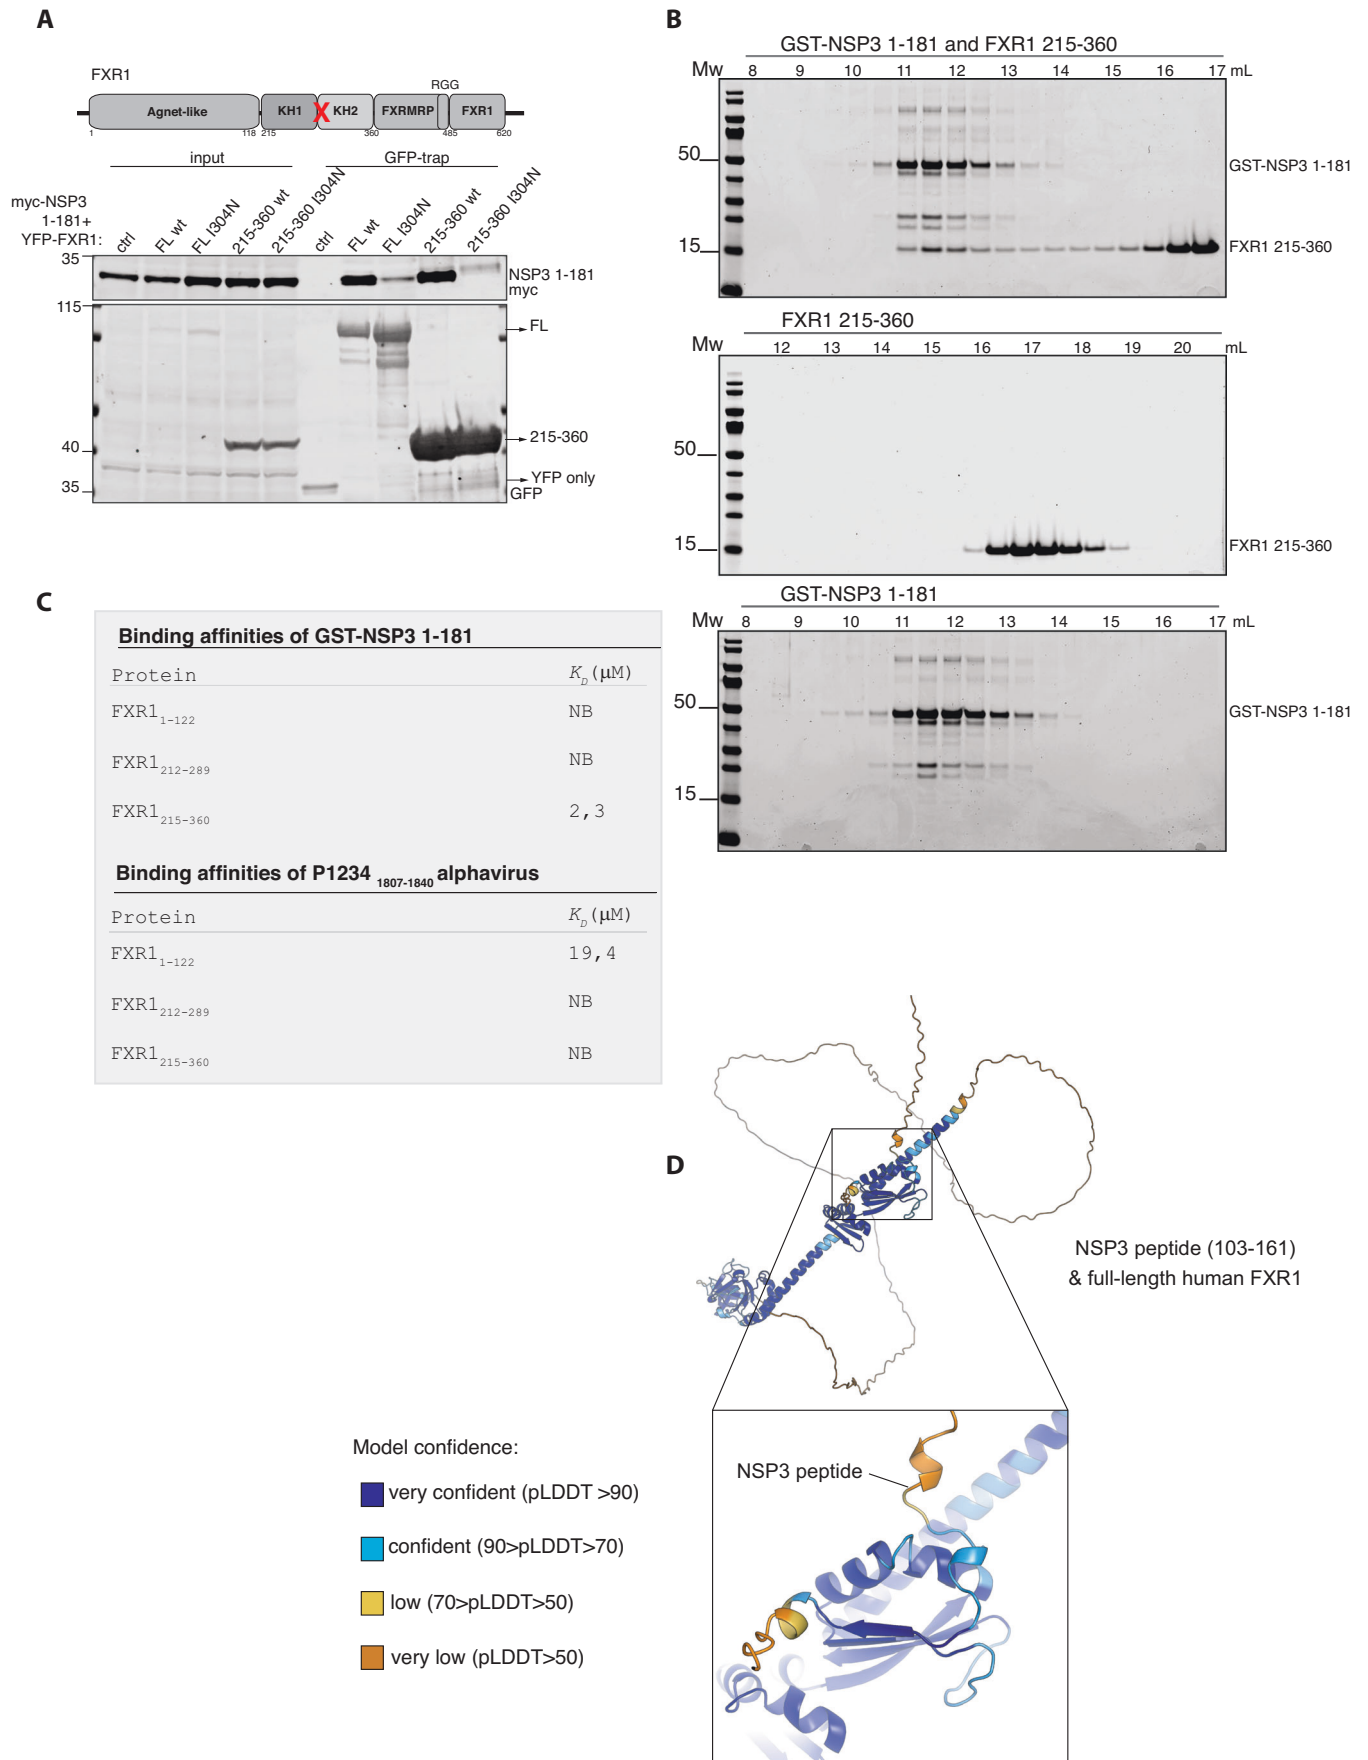 A
FXR1
RGG
Agnet-like
KH1
X
KH2
FXRMRP
FXR1
1
118
215
360
485
620
input
GFP-trap
myc-NSP3
1-181+
YFP-FXR1:
ctrl
FL wt
FL I304N
215-360 wt
215-360 I304N
ctrl
FL wt
FL I304N
215-360 wt
215-360 I304N
35
NSP3 1-181
myc
115
FL
215-360
40
YFP only
35
GFP
B
GST-NSP3 1-181 and FXR1 215-360
Mw 8 9 10 11 12 13 14 15 16 17 mL
50
GST-NSP3 1-181
15
FXR1 215-360
FXR1 215-360
Mw 12 13 14 15 16 17 18 19 20 mL
50
15
FXR1 215-360
GST-NSP3 1-181
Mw 8 9 10 11 12 13 14 15 16 17 mL
50
GST-NSP3 1-181
15
C
Binding affinities of GST-NSP3 1-181
Protein K_D(µM)
FXR1_1-122 NB
FXR1_212-289 NB
FXR1_215-360 2,3
Binding affinities of P1234 _1807-1840 alphavirus
Protein K_D(µM)
FXR1_1-122 19,4
FXR1_212-289 NB
FXR1_215-360 NB
D
NSP3 peptide (103-161)
& full-length human FXR1
NSP3 peptide
Model confidence:
very confident (pLDDT >90)
confident (90>pLDDT>70)
low (70>pLDDT>50)
very low (pLDDT>50)